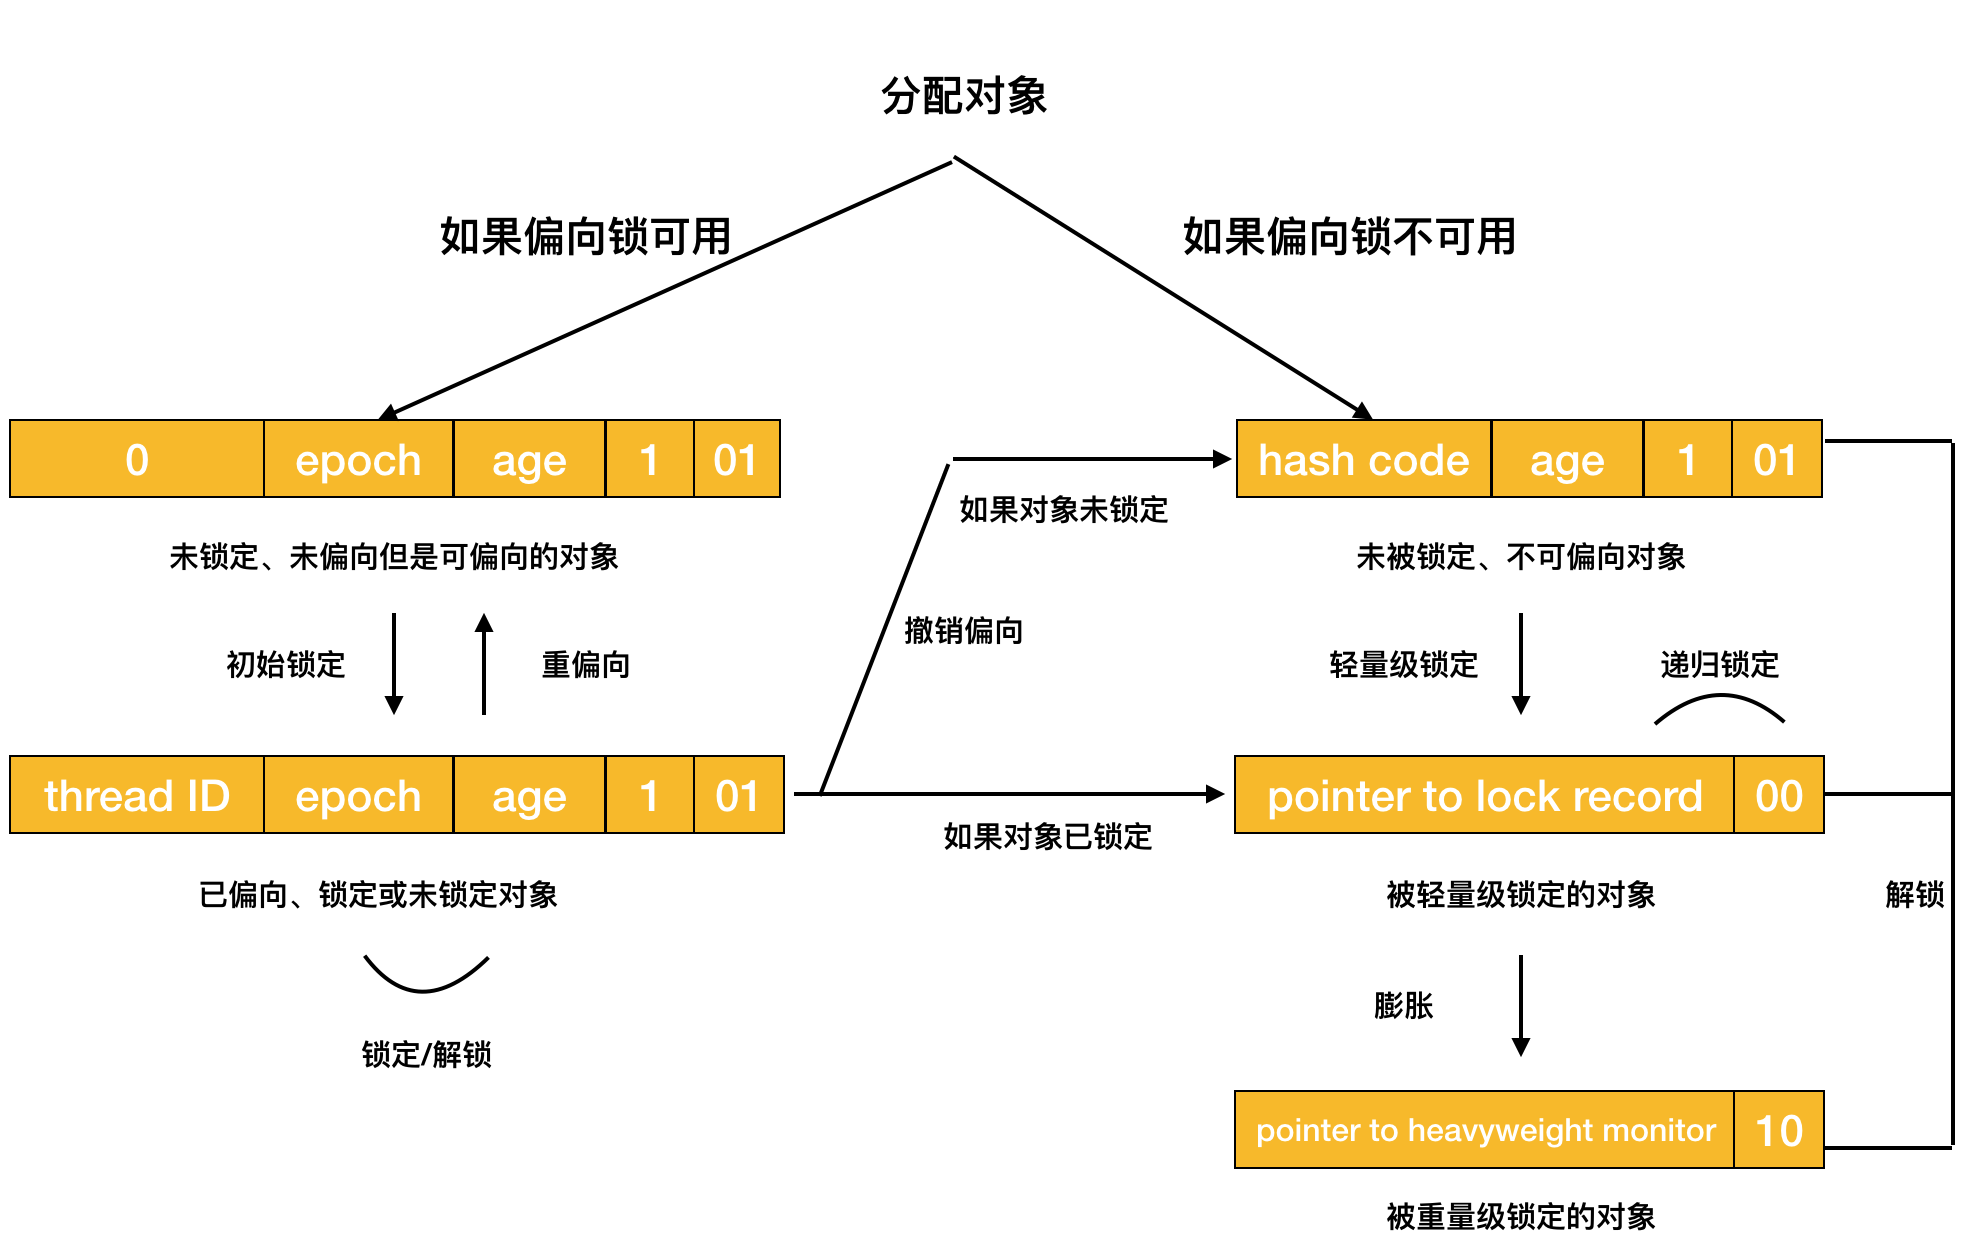 分配对象
如果偏向锁可用
如果偏向锁不可用
0 epoch age 1 01
hash code age 1 01
如果对象未锁定
未锁定、未偏向但是可偏向的对象
未被锁定、不可偏向对象
撤销偏向
初始锁定
重偏向
轻量级锁定
递归锁定
thread ID epoch age 1 01
pointer to lock record 00
如果对象已锁定
已偏向、锁定或未锁定对象
被轻量级锁定的对象
解锁
膨胀
锁定/解锁
pointer to heavyweight monitor 10
被重量级锁定的对象